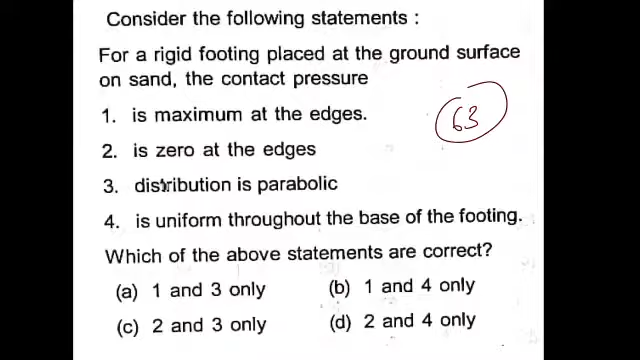 Consider the following statements :
For a rigid footing placed at the ground surface
on sand, the contact pressure
1. is maximum at the edges.
63
2. is zero at the edges
3. distribution is parabolic
4. is uniform throughout the base of the footing.
Which of the above statements are correct?
(a) 1 and 3 only (b) 1 and 4 only
(c) 2 and 3 only (d) 2 and 4 only